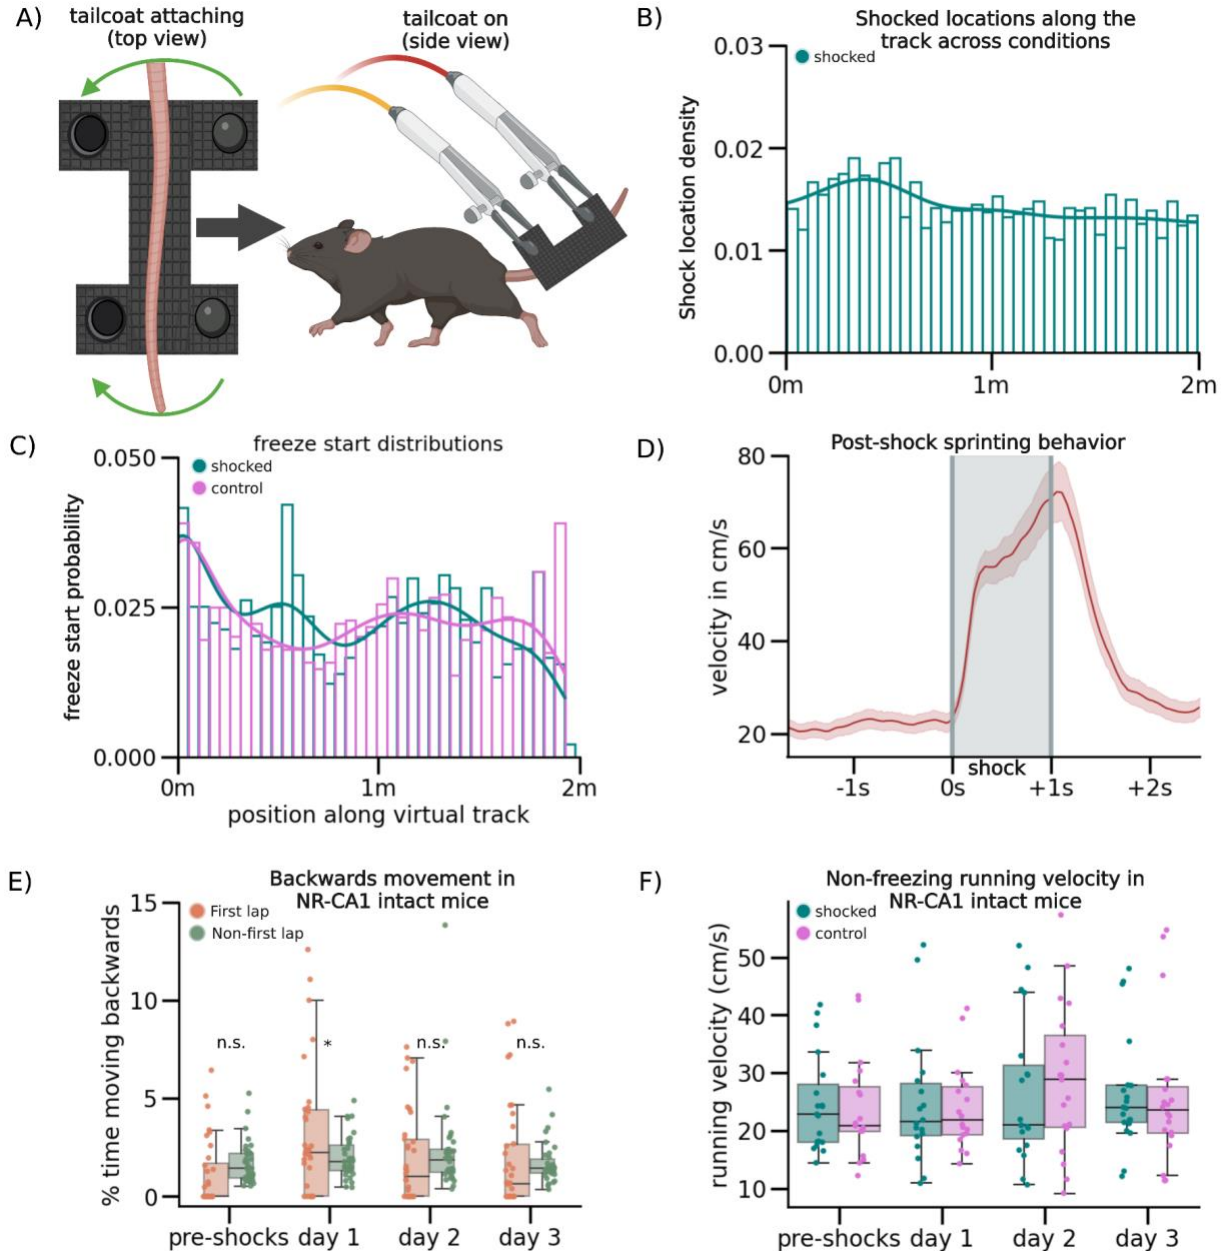 A)
tailcoat attaching
(top view)
tailcoat on
(side view)
B)
Shocked locations along the
track across conditions
shocked
Shock location density
0.03
0.02
0.01
0.00
0m
1m
2m
C)
freeze start distributions
shocked
control
freeze start probability
0.050
0.025
0.000
0m
1m
2m
position along virtual track
D)
Post-shock sprinting behavior
velocity in cm/s
80
60
40
20
shock
-1s
0s
+1s
+2s
E)
Backwards movement in
NR-CA1 intact mice
First lap
Non-first lap
% time moving backwards
15
10
5
0
n.s.
*
n.s.
n.s.
pre-shocks
day 1
day 2
day 3
F)
Non-freezing running velocity in
NR-CA1 intact mice
shocked
control
running velocity (cm/s)
50
40
30
20
10
pre-shocks
day 1
day 2
day 3